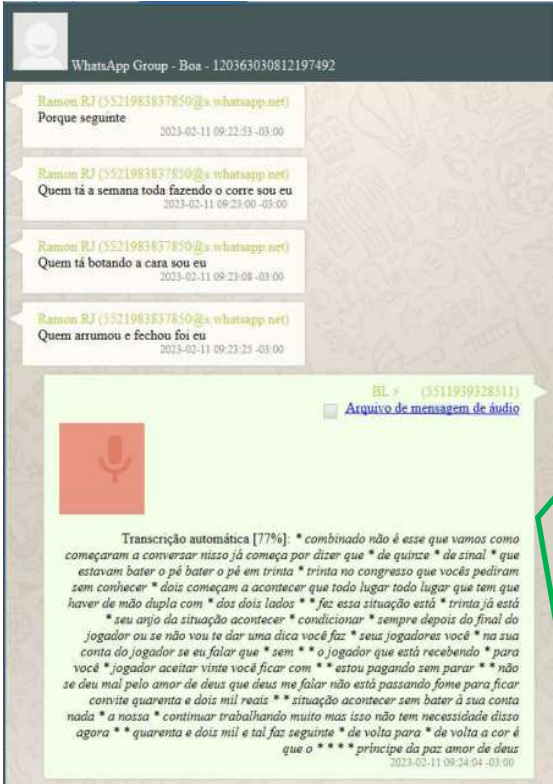 WhatsApp Group - Boa - 120363030812197492
Ramon RJ (5521983837850@s.whatsapp.net)
Porque seguinte
2023-02-11 09:22:53 -03:00
Ramon RJ (5521983837850@s.whatsapp.net)
Quem tá a semana toda fazendo o corre sou eu
2023-02-11 09:23:00 -03:00
Ramon RJ (5521983837850@s.whatsapp.net)
Quem tá botando a cara sou eu
2023-02-11 09:23:08 -03:00
Ramon RJ (5521983837850@s.whatsapp.net)
Quem arrumou e fechou foi eu
2023-02-11 09:23:25 -03:00
BL > (5511939328511)
Arquivo de mensagem de áudio
Transcrição automática [77%]: * combinado não é esse que vamos como
começaram a conversar nisso já começa por dizer que * de quinze * de sinal * que
estavam bater o pé bater o pé em trinta * trinta no congresso que vocês pediram
sem conhecer * dois começam a acontecer que todo lugar todo lugar que tem que
haver de mão dupla com * dos dois lados * * fez essa situação está * trinta já está
* seu anjo da situação acontecer * condicionar * sempre depois do final do
jogador ou se não vou te dar uma dica você faz * seus jogadores você * na sua
conta do jogador se eu falar que * sem * * o jogador que está recebendo * para
você * jogador aceitar vinte você ficar com * * estou pagando sem parar * * não
se deu mal pelo amor de deus que deus me falar não está passando fome para ficar
convite quarenta e dois mil reais * * situação acontecer sem bater à sua conta
nada * a nossa * continuar trabalhando muito mas isso não tem necessidade disso
agora * * quarenta e dois mil e tal faz seguinte * de volta para * de volta a cor é
que o * * * * príncipe da paz amor de deus
2023-02-11 09:24:04 -03:00